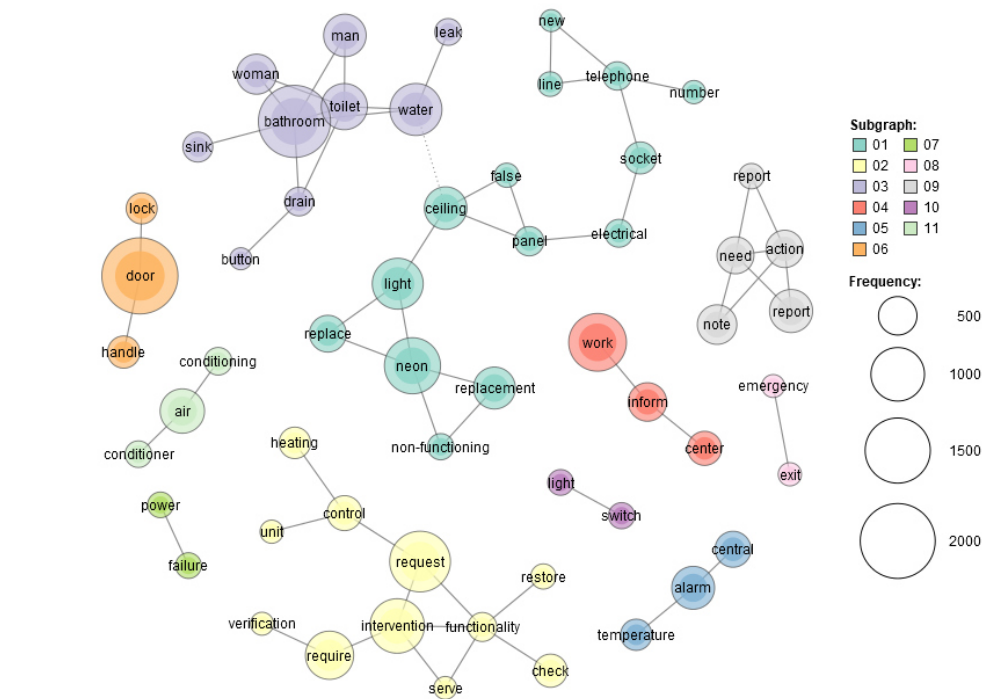 new
man
leak
woman
telephone
line
number
toilet
water
bathroom
sink
socket
false
report
drain
lock
ceiling
electrical
panel
action
need
button
door
light
report
note
replace
work
handle
conditioning
neon
replacement
emergency
inform
air
heating
non-functioning
center
conditioner
exit
light
power
control
switch
unit
central
request
failure
restore
alarm
verification
intervention
functionality
temperature
require
check
serve
Subgraph:
01 07
02 08
03 09
04 10
05 11
06
Frequency:
500
1000
1500
2000